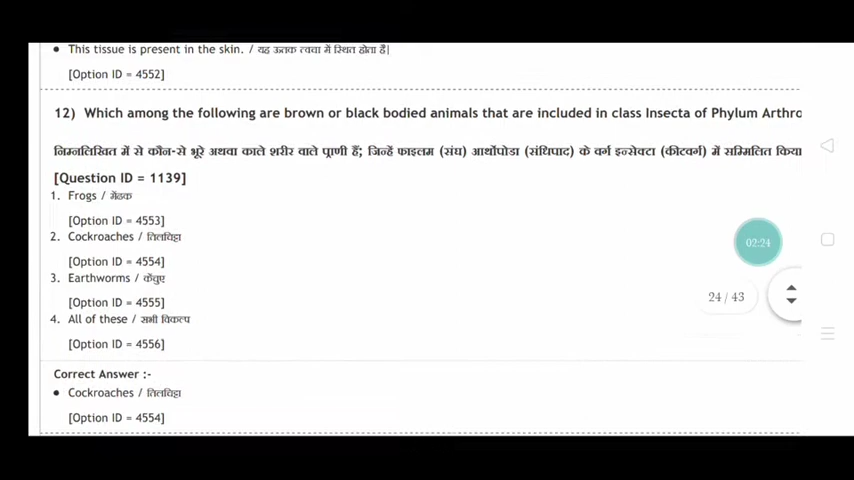 • This tissue is present in the skin. / यह ऊतक त्वचा में स्थित होता है|
[Option ID = 4552]
12) Which among the following are brown or black bodied animals that are included in class Insecta of Phylum Arthro
निम्नलिखित में से कौन-से भूरे अथवा काले शरीर वाले प्राणी हैं; जिन्हें फाइलम (संघ) आर्थोपोडा (संधिपाद) के वर्ग इन्सेक्टा (कीटवर्ग) में सम्मिलित किया
[Question ID = 1139]
1. Frogs / मेंढक
[Option ID = 4553]
2. Cockroaches / तिलचिट्टा
[Option ID = 4554]
02:24
3. Earthworms / केंचुए
[Option ID = 4555]
24 / 43
4. All of these / सभी विकल्प
[Option ID = 4556]
Correct Answer :-
• Cockroaches / तिलचिट्टा
[Option ID = 4554]